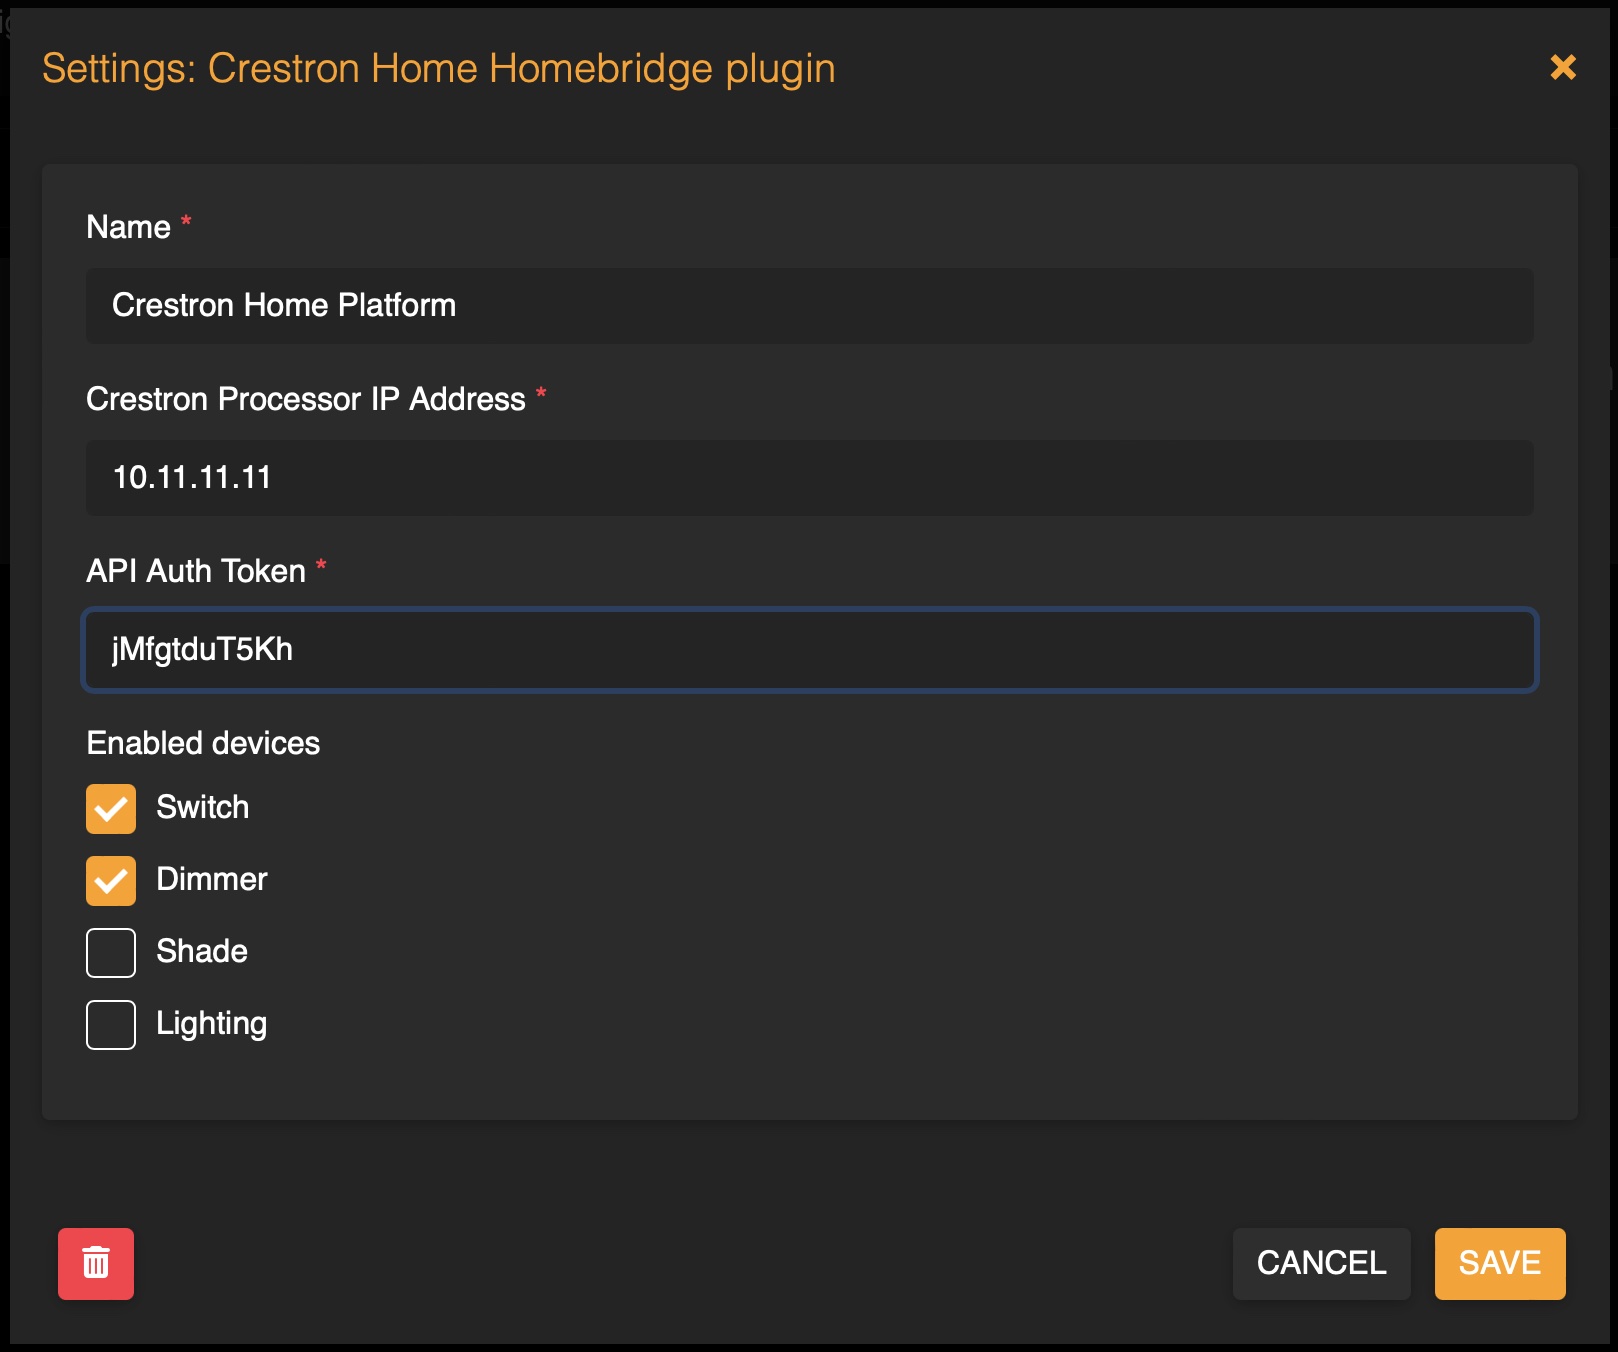 Settings: Crestron Home Homebridge plugin
Name *
Crestron Home Platform
Crestron Processor IP Address *
10.11.11.11
API Auth Token *
jMfgtduT5Kh
Enabled devices
Switch
Dimmer
Shade
Lighting
CANCEL
SAVE